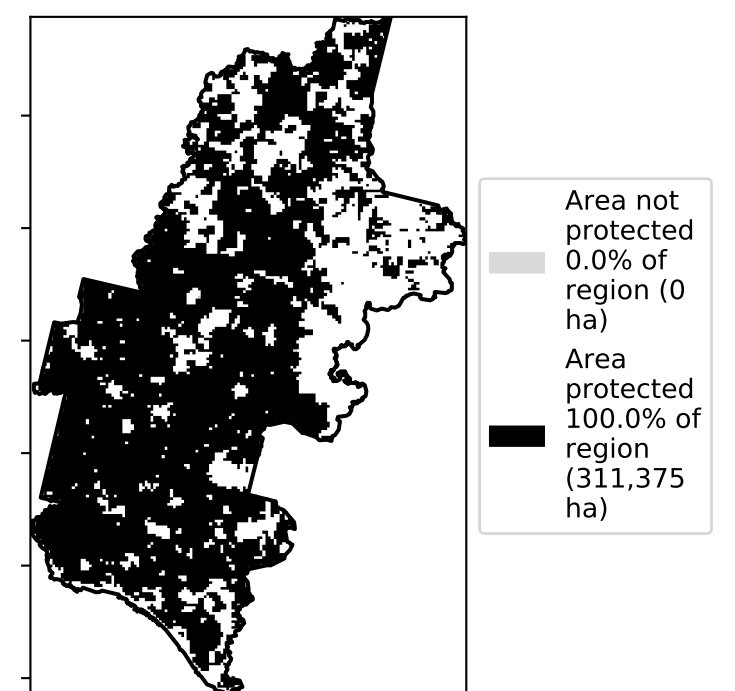 Area not
protected
0.0% of
region (0
ha)
Area
protected
100.0% of
region
(311,375
ha)